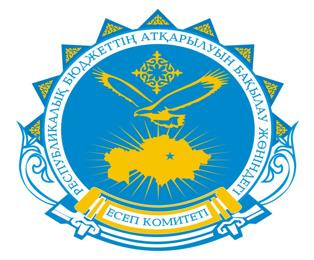 РЕСПУБЛИКАЛЫҚ БЮДЖЕТТІҢ АТҚАРЫЛУЫН БАҚЫЛАУ ЖӨНІНДЕГІ
ЕСЕП КОМИТЕТІ